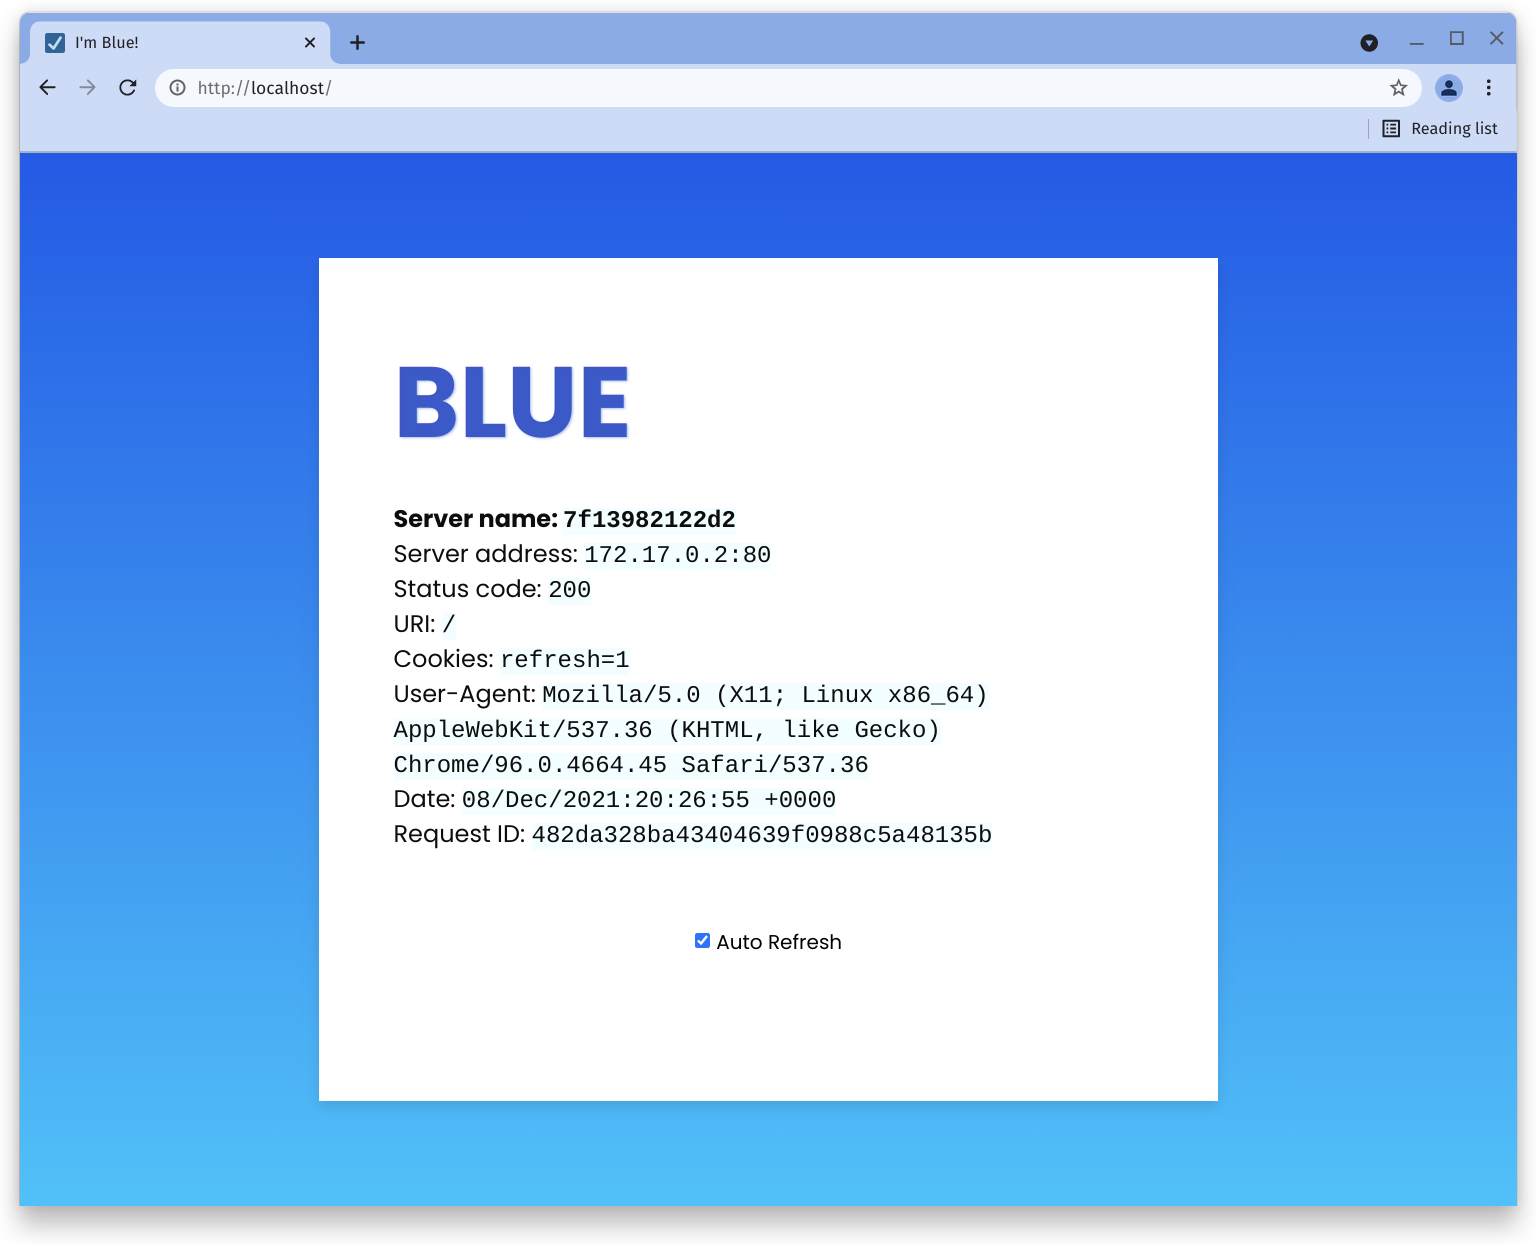 I'm Blue!
http://localhost/
Reading list
BLUE
Server name: 7f13982122d2
Server address: 172.17.0.2:80
Status code: 200
URI: /
Cookies: refresh=1
User-Agent: Mozilla/5.0 (X11; Linux x86_64)
AppleWebKit/537.36 (KHTML, like Gecko)
Chrome/96.0.4664.45 Safari/537.36
Date: 08/Dec/2021:20:26:55 +0000
Request ID: 482da328ba43404639f0988c5a48135b
Auto Refresh